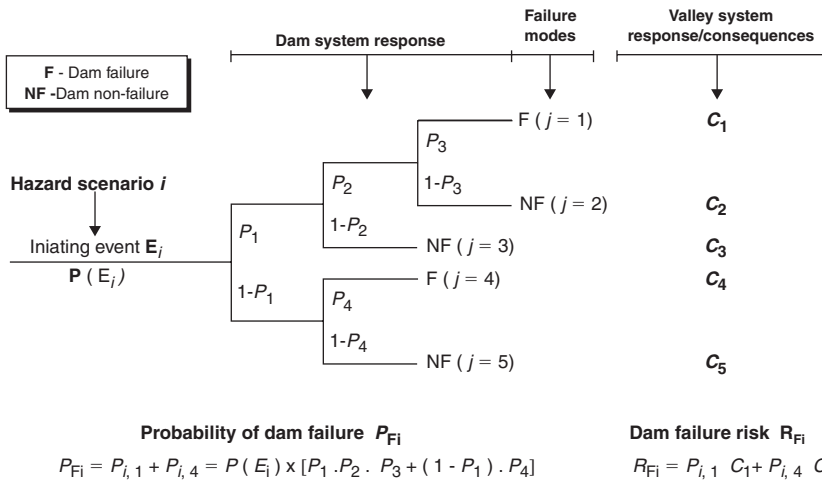 Dam system response
Failure
modes
Valley system
response/consequences
F - Dam failure
NF -Dam non-failure
F ( j = 1)
C1
P3
Hazard scenario i
P2
1-P3
NF ( j = 2)
C2
P1
1-P2
NF ( j = 3)
C3
Iniating event Ei
P ( Ei )
F ( j = 4)
C4
1-P1
P4
1-P4
NF ( j = 5)
C5
Probability of dam failure PFi
Dam failure risk RFi
PFi = Pi, 1 + Pi, 4 = P ( Ei ) x [P1 .P2 . P3 + ( 1 - P1 ) . P4]
RFi = Pi, 1 C1+ Pi, 4 C